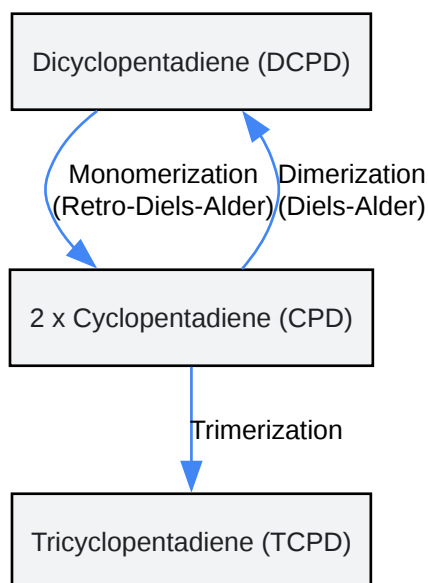 Dicyclopentadiene (DCPD)
Monomerization
(Retro-Diels-Alder)
Dimerization
(Diels-Alder)
2 x Cyclopentadiene (CPD)
Trimerization
Tricyclopentadiene (TCPD)